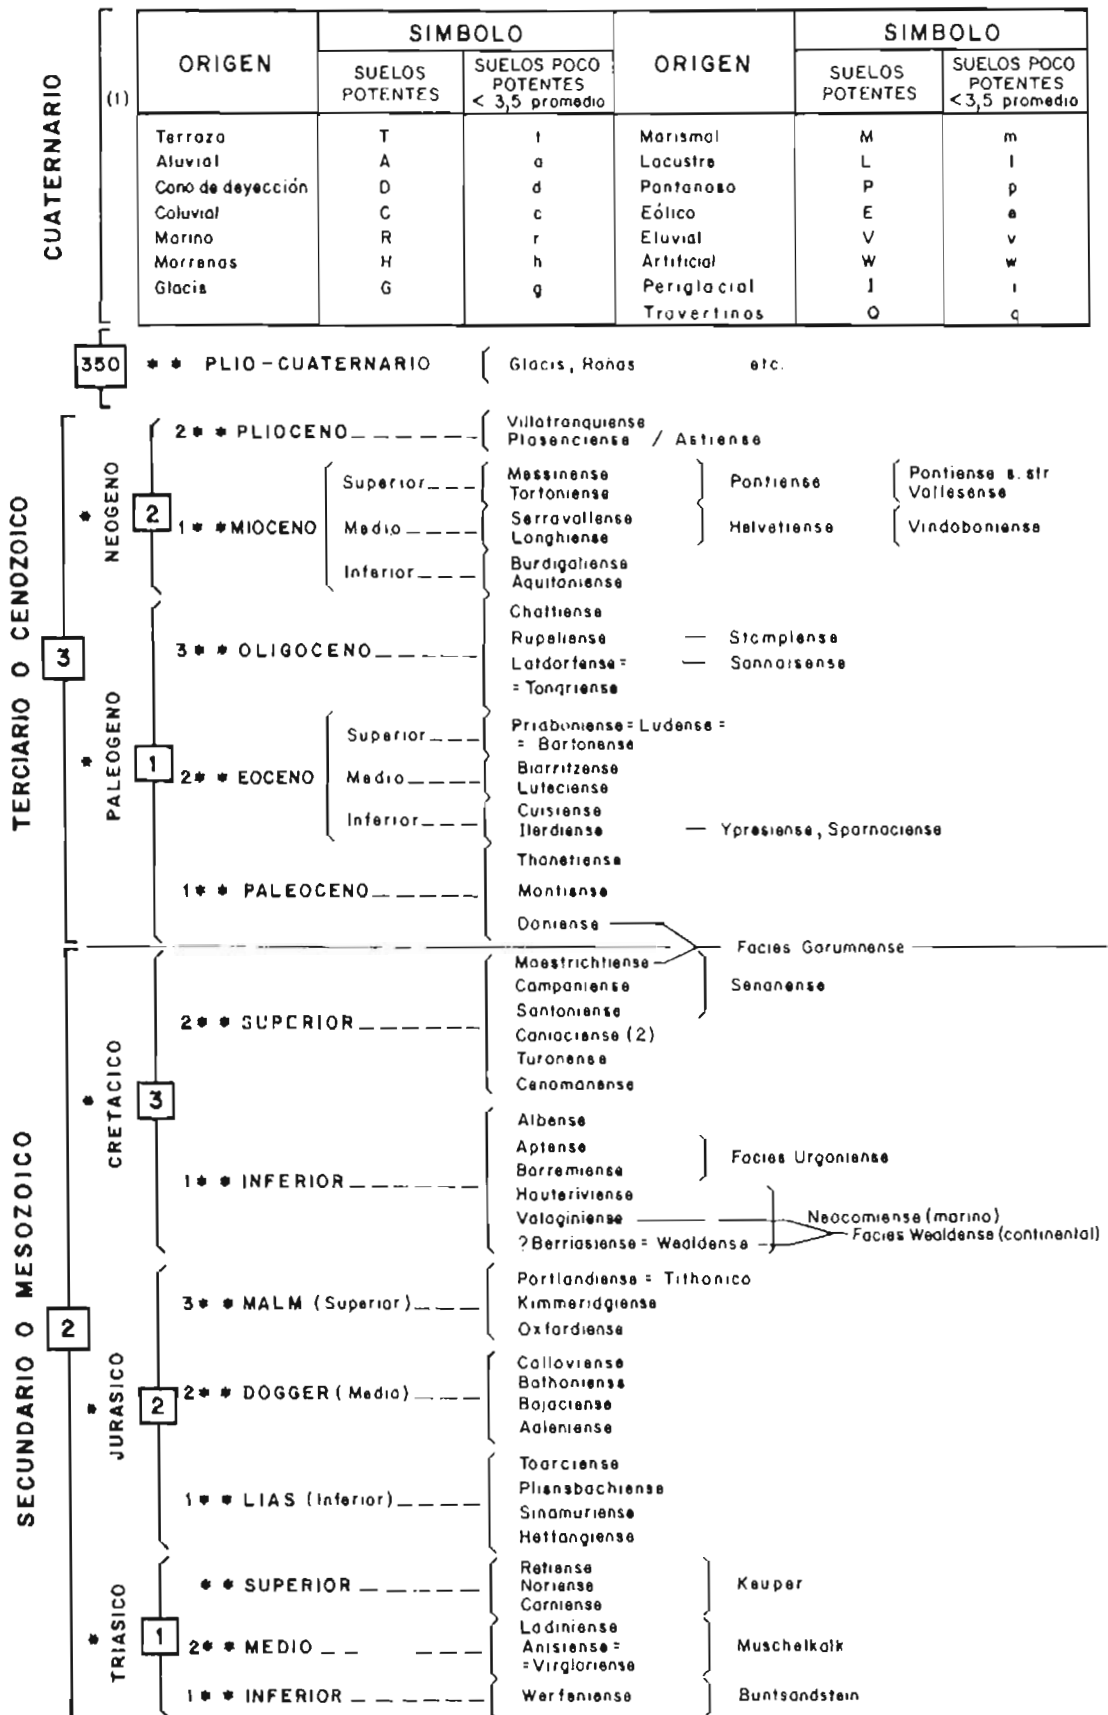 CUATERNARIO
(1)
ORIGEN
SIMBOLO
SUELOS POTENTES
SUELOS POCO POTENTES < 3,5 promedio
ORIGEN
SIMBOLO
SUELOS POTENTES
SUELOS POCO POTENTES <3,5 promedio
Terraza T t Marismal M m
Aluvial A a Lacustre L l
Cono de deyección D d Pantanoso P p
Coluvial C c Eólico E e
Marino R r Eluvial V v
Morrenas H h Artificial W w
Glacis G g Periglacial J i
Travertinos Q q
350 * * PLIO-CUATERNARIO Glacis, Rañas etc.
TERCIARIO O CENOZOICO
3
* NEOGENO
2
2 * * PLIOCENO Villafranquiense
Plasenciense / Astiense
1 * * MIOCENO
Superior Messinense
Tortoniense
Pontiense
Pontiense s. str
Vallesense
Medio Serravallense
Longhiense
Helvetiense
Vindoboniense
Inferior Burdigaliense
Aquitaniense
* PALEOGENO
1
3 * * OLIGOCENO
Chattiense
Rupeliense — Stampiense
Latdorfense = — Sannoisense
= Tongriense
2 * * EOCENO
Superior Priaboniense = Ludense =
= Bartonense
Medio Biarritzense
Luteciense
Inferior Cuisiense
Ilerdiense — Ypresiense, Sparnaciense
1 * * PALEOCENO
Thanetiense
Montiense
Daniense
Facies Garumnense
SECUNDARIO O MESOZOICO
2
* CRETACICO
3
2 * * SUPERIOR
Maestrichtiense
Campaniense
Santoniense
Senonense
Coniaciense (2)
Turonense
Cenomanense
1 * * INFERIOR
Albense
Aptense
Barremiense
Facies Urgoniense
Hauteriviense
Valaginiense
? Berriasiense = Wealdense
Neocomiense (marino)
Facies Wealdense (continental)
* JURASICO
2
3 * * MALM (Superior)
Portlandiense = Tithonico
Kimmeridgiense
Oxfordiense
2 * * DOGGER (Medio)
Calloviense
Bathoniense
Bajaciense
Aaleniense
1 * * LIAS (Inferior)
Toarciense
Pliensbachiense
Sinemuriense
Hettangiense
* TRIASICO
1
* * SUPERIOR
Retiense
Noriense
Carniense
Keuper
2 * * MEDIO
Ladiniense
Anisiense =
= Virgloriense
Muschelkalk
1 * * INFERIOR Werfeniense Buntsandstein